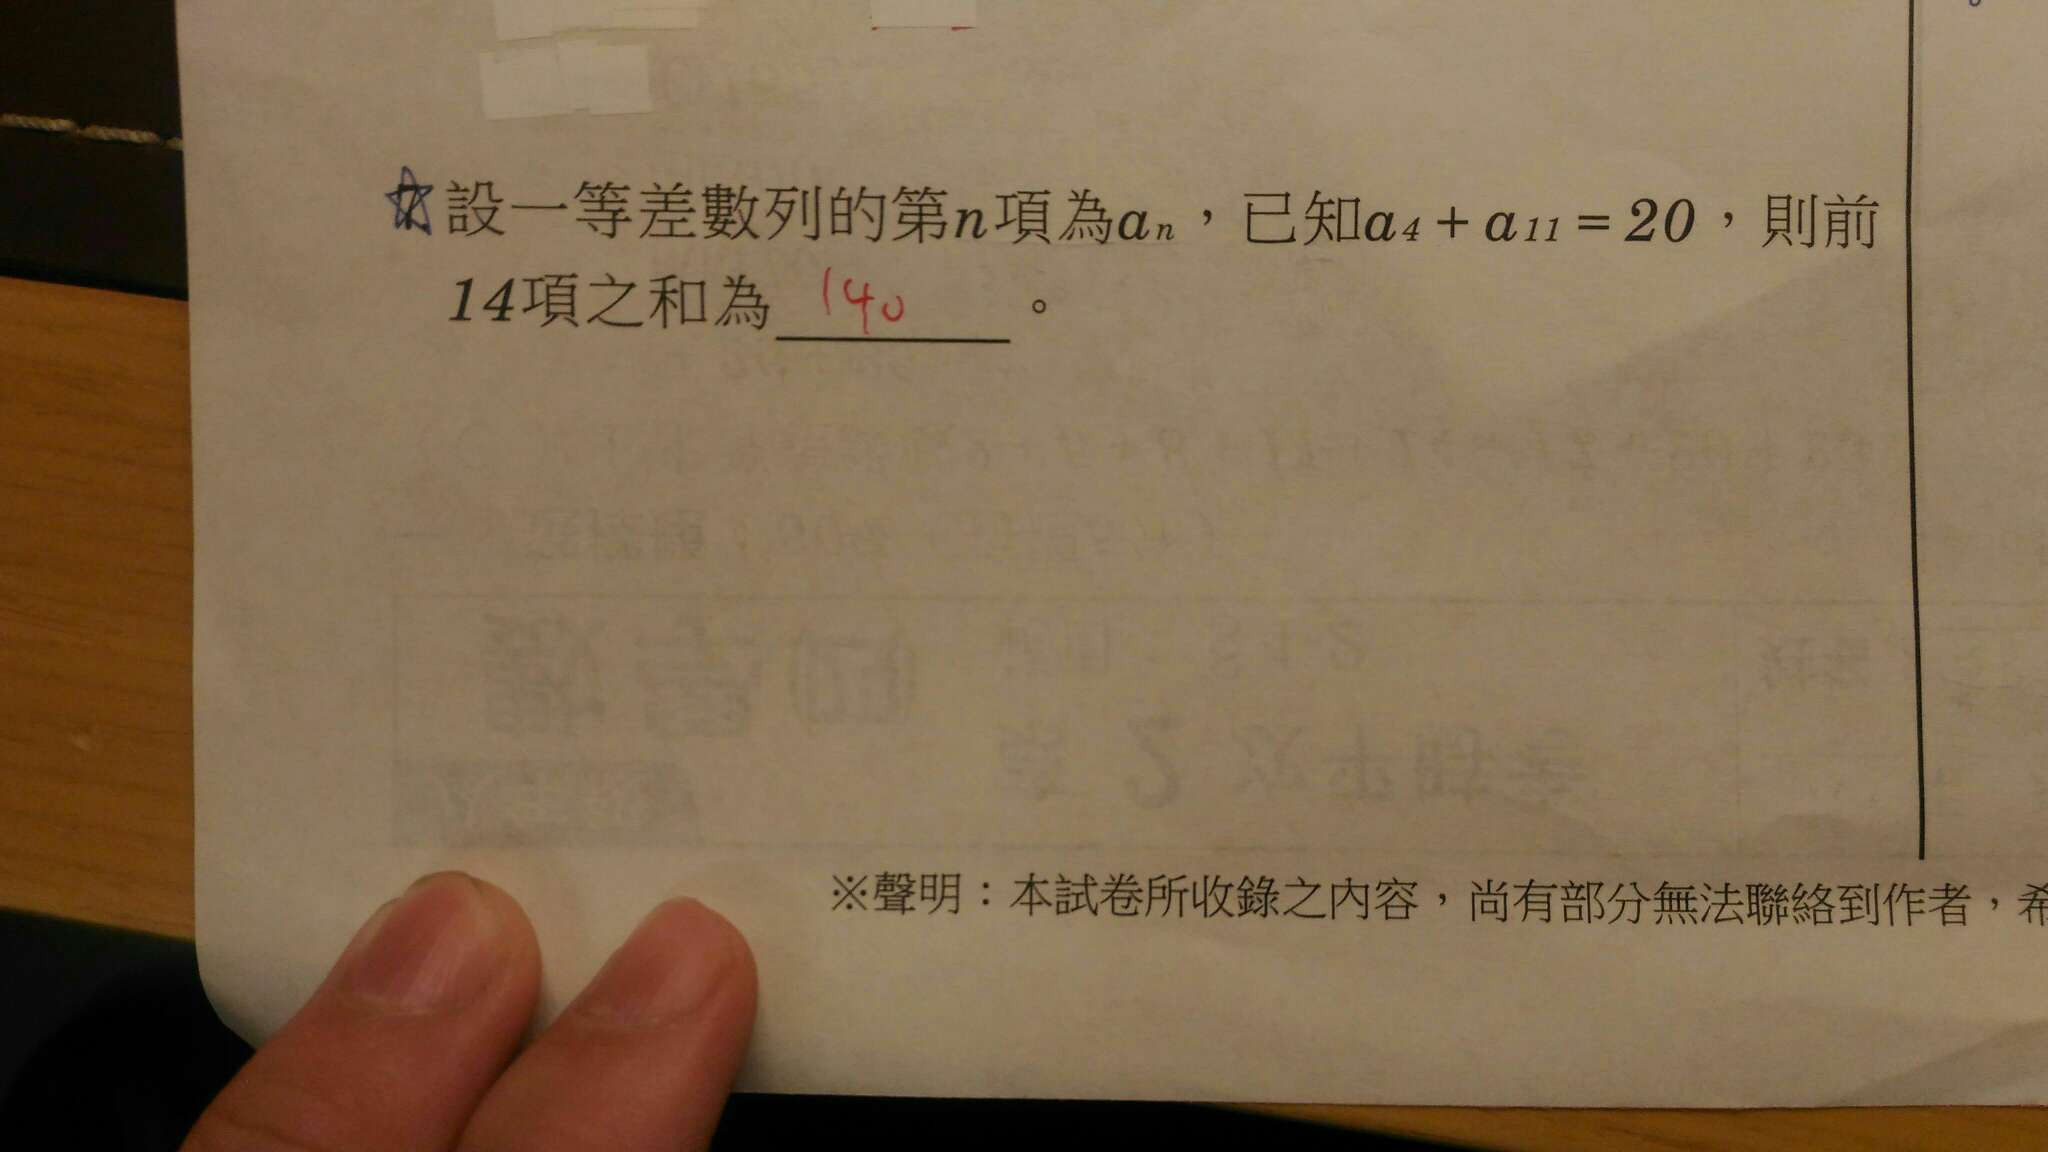 7 設一等差數列的第n項為aₙ，已知a₄ + a₁₁ = 20，則前
14項之和為 140 。
※聲明：本試卷所收錄之內容，尚有部分無法聯絡到作者，希